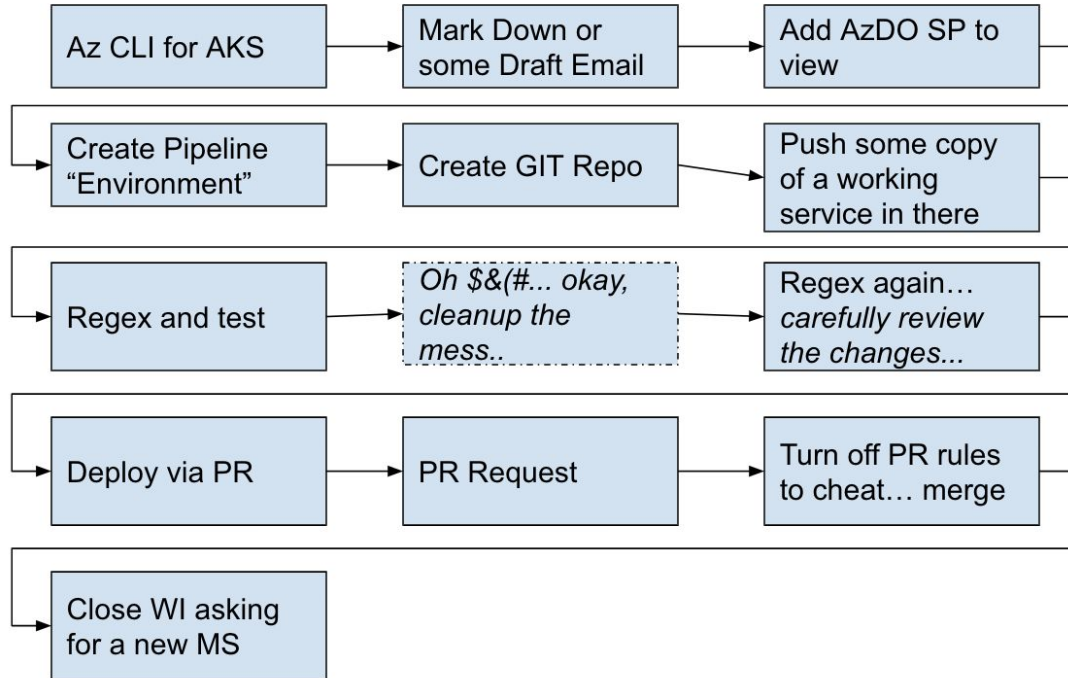 Az CLI for AKS
Mark Down or
some Draft Email
Add AzDO SP to
view
Create Pipeline
“Environment”
Create GIT Repo
Push some copy
of a working
service in there
Regex and test
Oh $&(#... okay,
cleanup the
mess..
Regex again…
carefully review
the changes...
Deploy via PR
PR Request
Turn off PR rules
to cheat… merge
Close WI asking
for a new MS